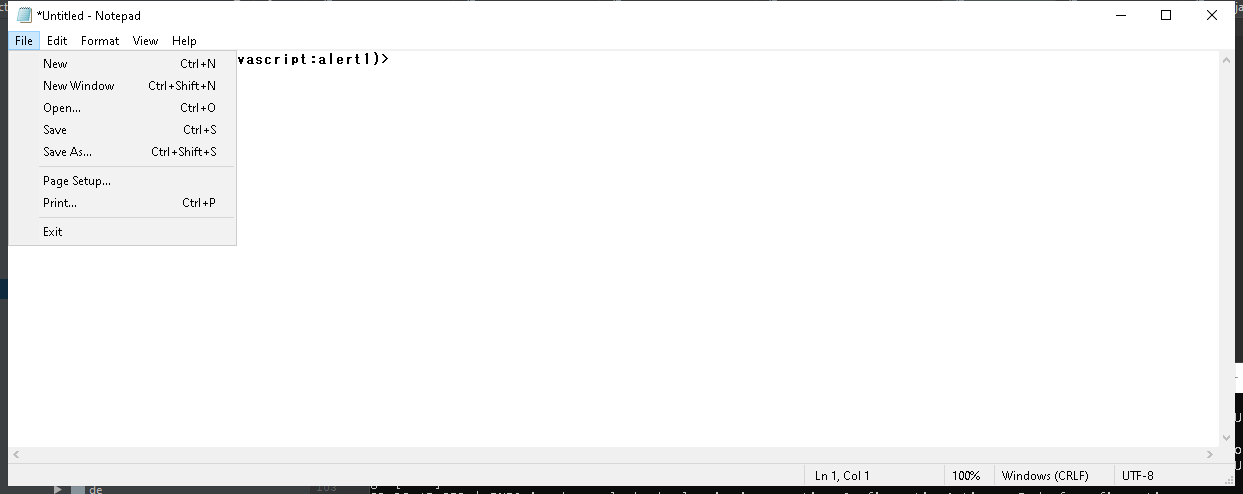 *Untitled - Notepad
File Edit Format View Help
vascript:alert1)>
New Ctrl+N
New Window Ctrl+Shift+N
Open... Ctrl+O
Save Ctrl+S
Save As... Ctrl+Shift+S
Page Setup...
Print... Ctrl+P
Exit
Ln 1, Col 1 100% Windows (CRLF) UTF-8
de